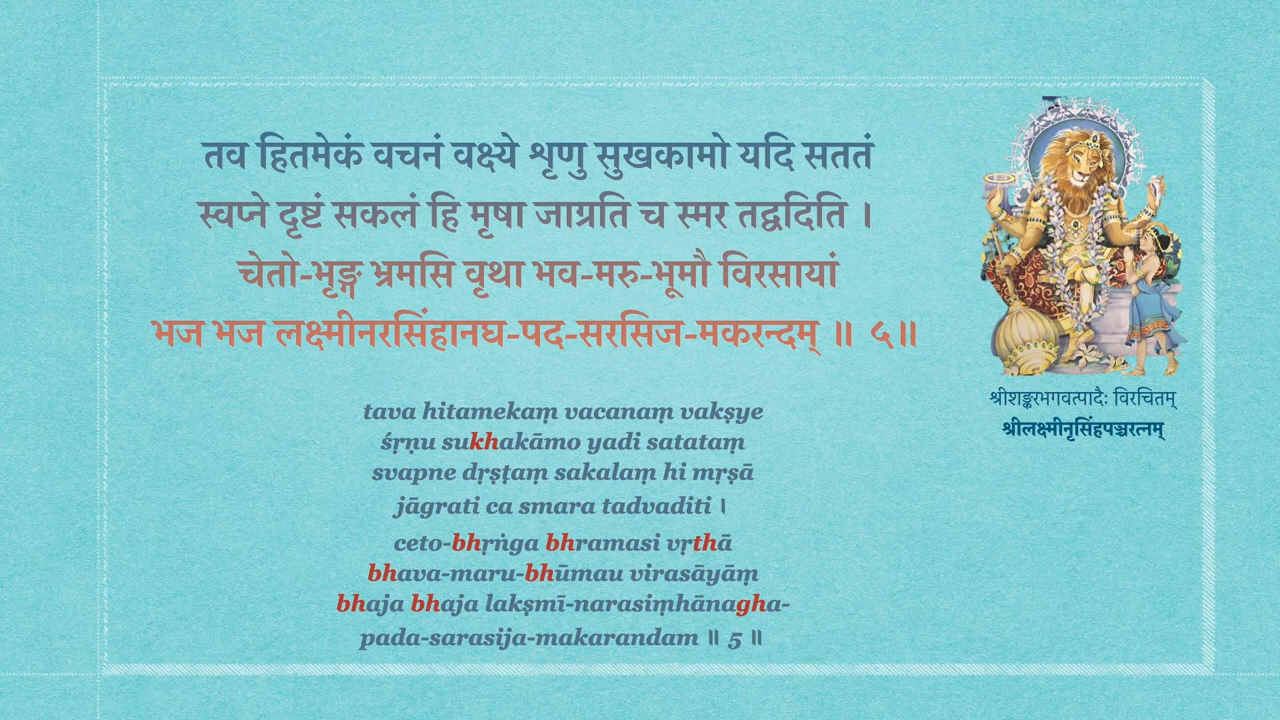 तव हितमेकं वचनं वक्ष्ये शृणु सुखकामो यदि सततं
स्वप्ने दृष्टं सकलं हि मृषा जाग्रति च स्मर तद्वदिति ।
चेतो-भृङ्ग भ्रमसि वृथा भव-मरु-भूमौ विरसायां
भज भज लक्ष्मीनरसिंहानघ-पद-सरसिज-मकरन्दम् ॥ ५॥
tava hitamekaṃ vacanaṃ vakṣye
śṛṇu sukhakāmo yadi satataṃ
svapne dṛṣṭaṃ sakalaṃ hi mṛṣā
jāgrati ca smara tadvaditi ।
ceto-bhṛṅga bhramasi vṛthā
bhava-maru-bhūmau virasāyāṃ
bhaja bhaja lakṣmī-narasiṃhānagha-
pada-sarasija-makarandam ॥ 5 ॥
श्रीशङ्करभगवत्पादैः विरचितम्
श्रीलक्ष्मीनृसिंहपञ्चरत्नम्